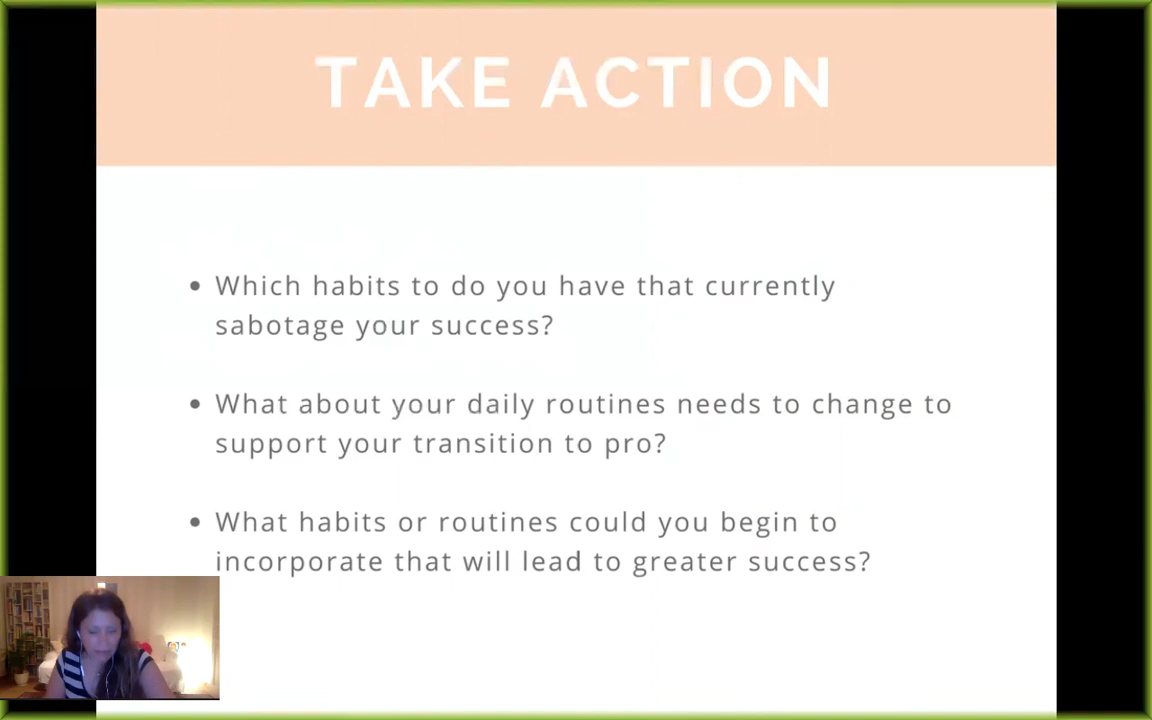 TAKE ACTION
• Which habits to do you have that currently
sabotage your success?
• What about your daily routines needs to change to
support your transition to pro?
• What habits or routines could you begin to
incorporate that will lead to greater success?